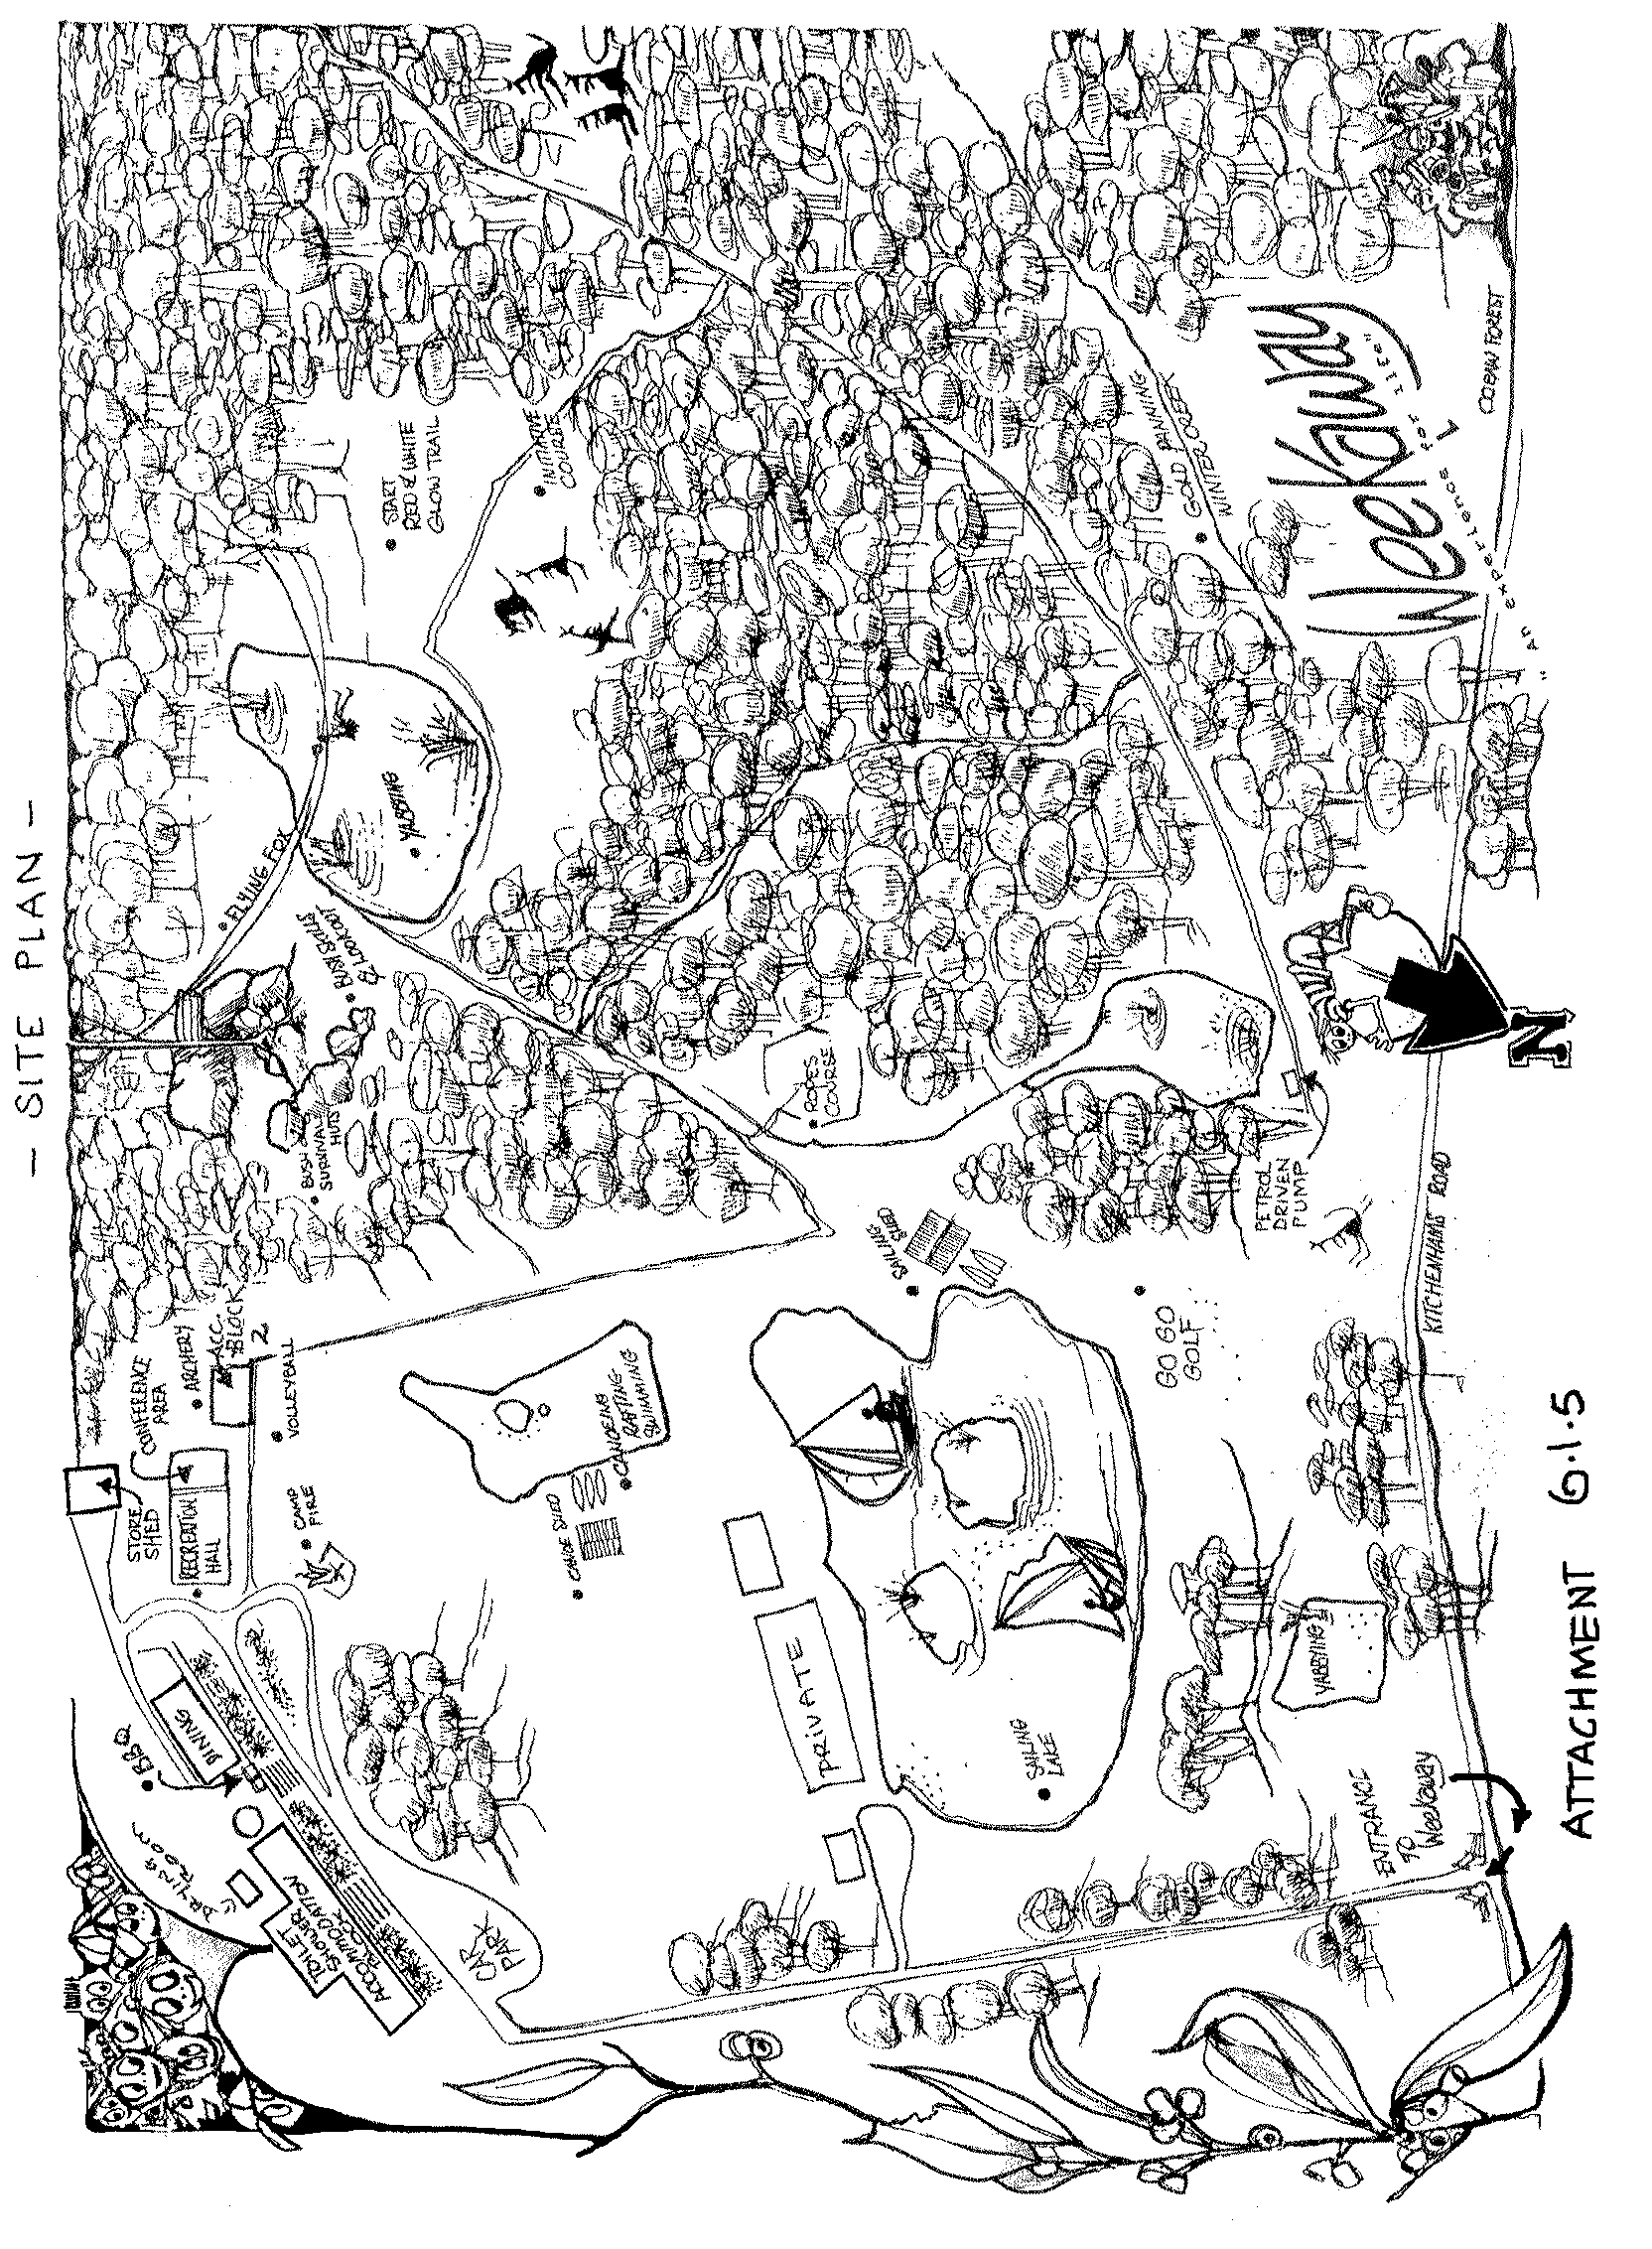 - SITE PLAN -
STORE
SHED
CONFERENCE
AREA
ARCHERY
ACC.
BLOCK
2
RECREATION
HALL
VOLLEYBALL
CAMP
FIRE
BBQ
DINING
DRYING
ROOM
TOILET
SHOWER
ACCOMMODATION
BLOCK
CAR
PARK
FLYING FOX
BUSH SKILLS
& LOOKOUT
BUSH
SURVIVAL
HUTS
YABBYING
START
RED & WHITE
GLOW TRAIL
INITIATIVE
COURSE
CANOE SHED
CANOEING
RAFTING
SWIMMING
PRIVATE
ROPES
COURSE
SAILING
SHED
SAILING
LAKE
GO GO
GOLF
PETROL
DRIVEN
PUMP
GOLD PANNING
WINTER CREEK
YABBYING
ENTRANCE
TO
Weekaway
KITCHENHAMS ROAD
Weekaway
"An experience for life"
COBAW FOREST
N
ATTACHMENT 6.1.5